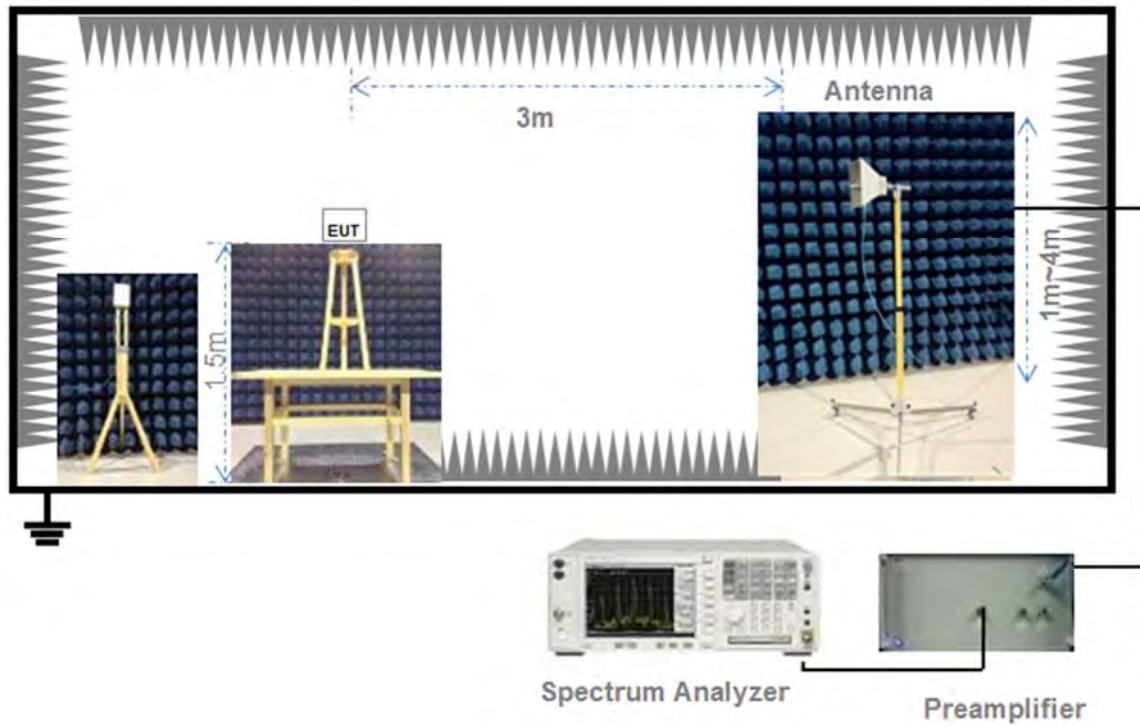 3m
Antenna
EUT
1.5m
1m~4m
Spectrum Analyzer
Preamplifier